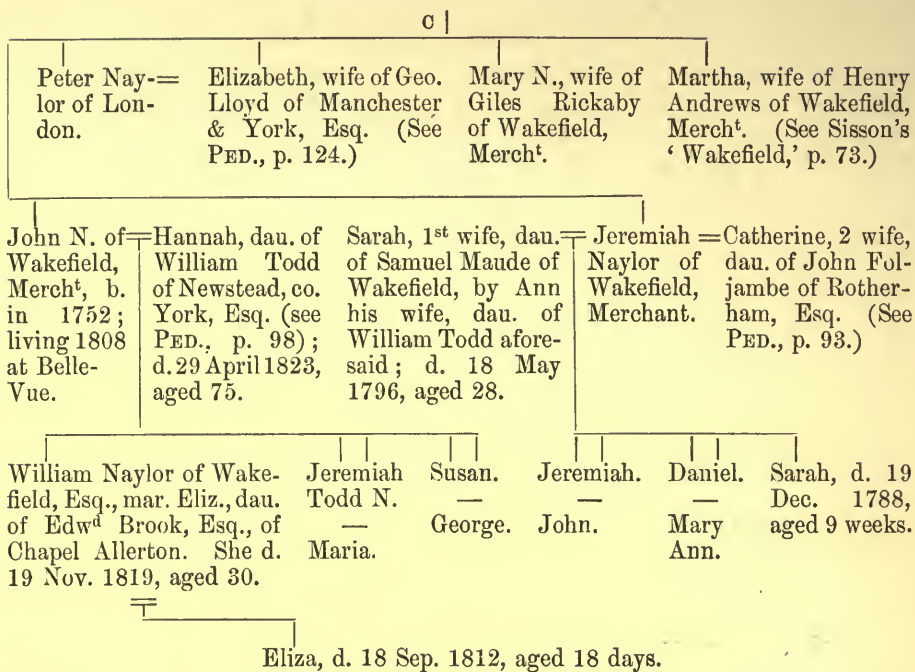 C
Peter Nay-=
lor of Lon-
don.
Elizabeth, wife of Geo.
Lloyd of Manchester
& York, Esq. (See
PED., p. 124.)
Mary N., wife of
Giles Rickaby
of Wakefield,
Mercht.
Martha, wife of Henry
Andrews of Wakefield,
Mercht. (See Sisson's
‘ Wakefield,’ p. 73.)
John N. of=
Wakefield,
Mercht, b.
in 1752;
living 1808
at Belle-
Vue.
Hannah, dau. of
William Todd
of Newstead, co.
York, Esq. (see
PED., p. 98);
d. 29 April 1823,
aged 75.
Sarah, 1st wife, dau.=
of Samuel Maude of
Wakefield, by Ann
his wife, dau. of
William Todd afore-
said; d. 18 May
1796, aged 28.
Jeremiah =
Naylor of
Wakefield,
Merchant.
Catherine, 2 wife,
dau. of John Fol-
jambe of Rother-
ham, Esq. (See
PED., p. 93.)
William Naylor of Wake-
field, Esq., mar. Eliz., dau.
of Edwd Brook, Esq., of
Chapel Allerton. She d.
19 Nov. 1819, aged 30.
Jeremiah
Todd N.
—
Maria.
Susan.
—
George.
Jeremiah.
—
John.
Daniel.
—
Mary
Ann.
Sarah, d. 19
Dec. 1788,
aged 9 weeks.
Eliza, d. 18 Sep. 1812, aged 18 days.